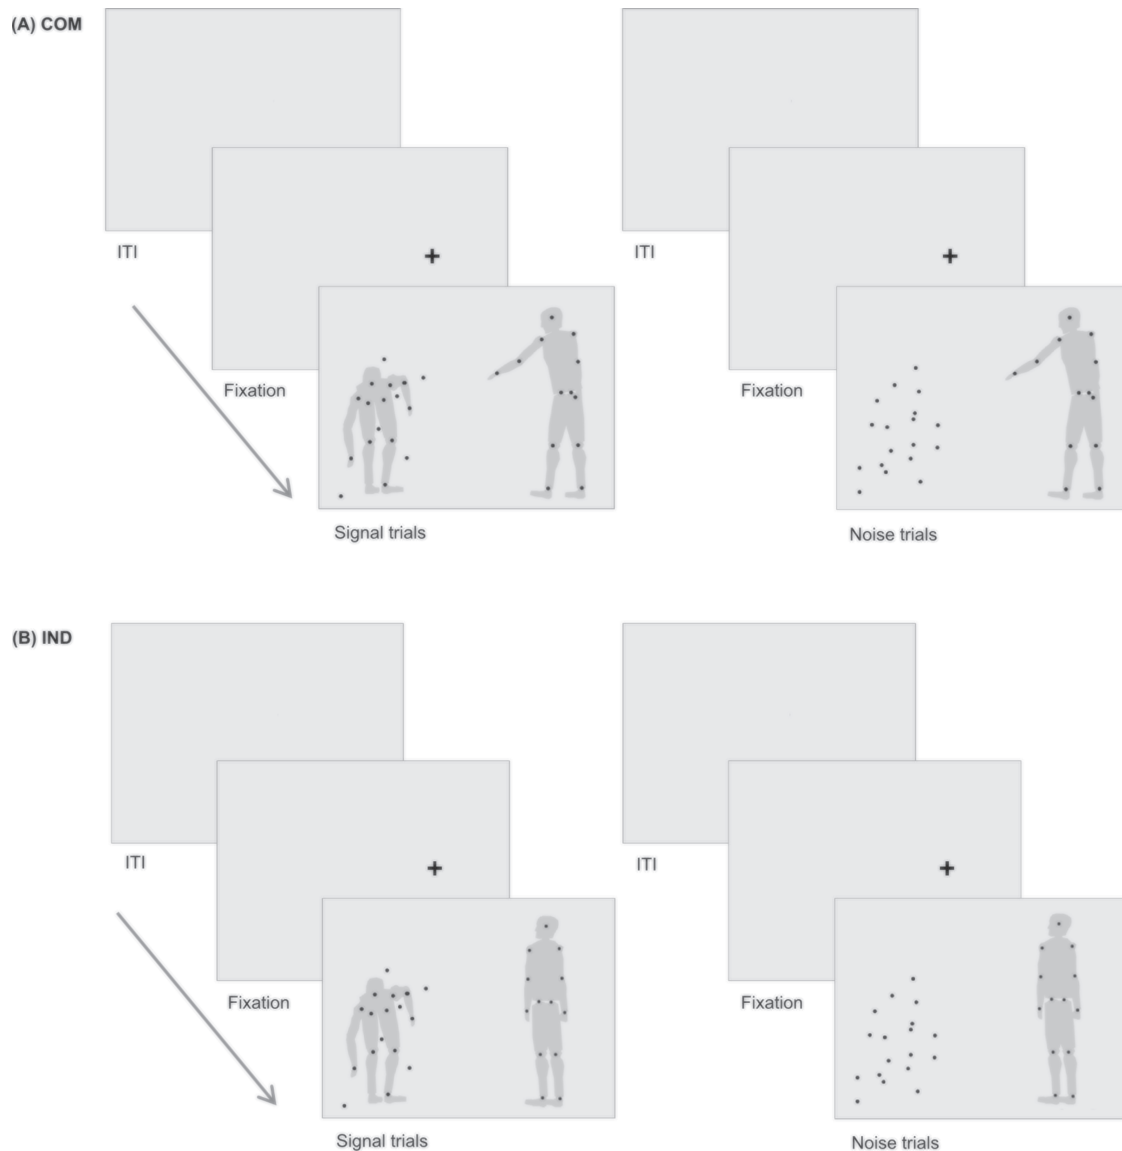 (A) COM
ITI
ITI
Fixation
Fixation
Signal trials
Noise trials
(B) IND
ITI
ITI
Fixation
Fixation
Signal trials
Noise trials